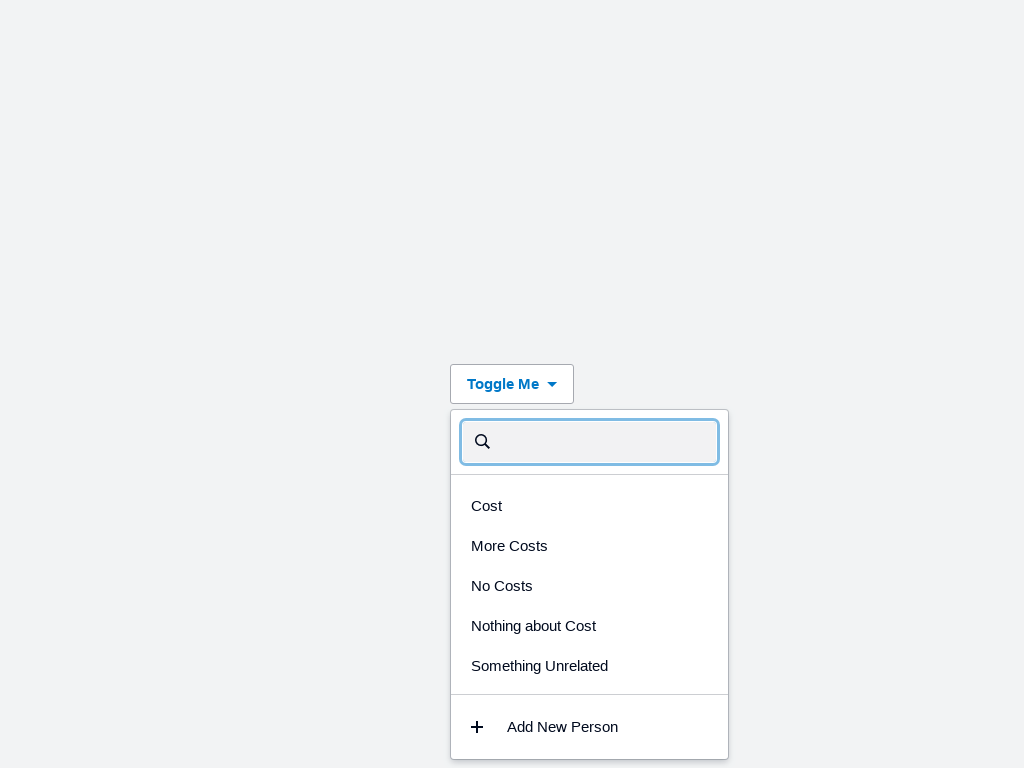 Toggle Me
Cost
More Costs
No Costs
Nothing about Cost
Something Unrelated
Add New Person